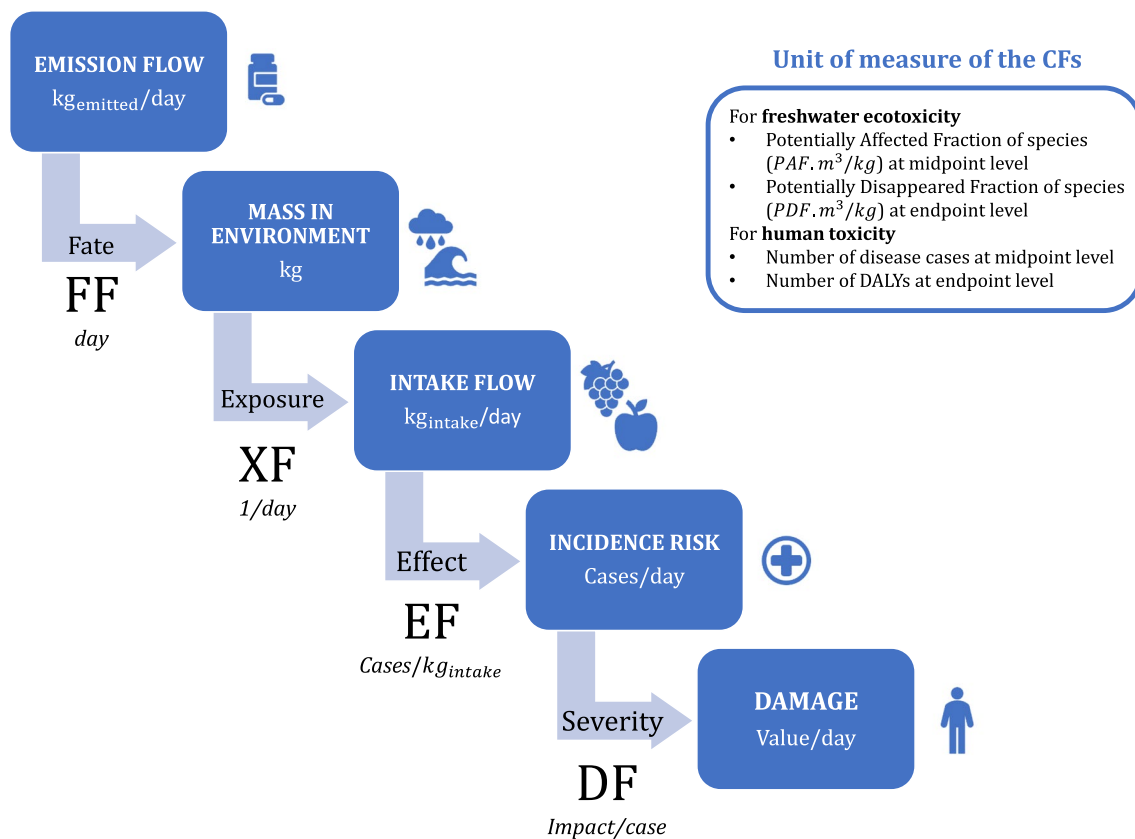 EMISSION FLOW
kg_emitted/day
Fate
FF
day
MASS IN
ENVIRONMENT
kg
Exposure
XF
1/day
INTAKE FLOW
kg_intake/day
Effect
EF
Cases/kg_intake
INCIDENCE RISK
Cases/day
Severity
DF
Impact/case
DAMAGE
Value/day
Unit of measure of the CFs
For freshwater ecotoxicity
• Potentially Affected Fraction of species
(PAF.m³/kg) at midpoint level
• Potentially Disappeared Fraction of species
(PDF.m³/kg) at endpoint level
For human toxicity
• Number of disease cases at midpoint level
• Number of DALYs at endpoint level